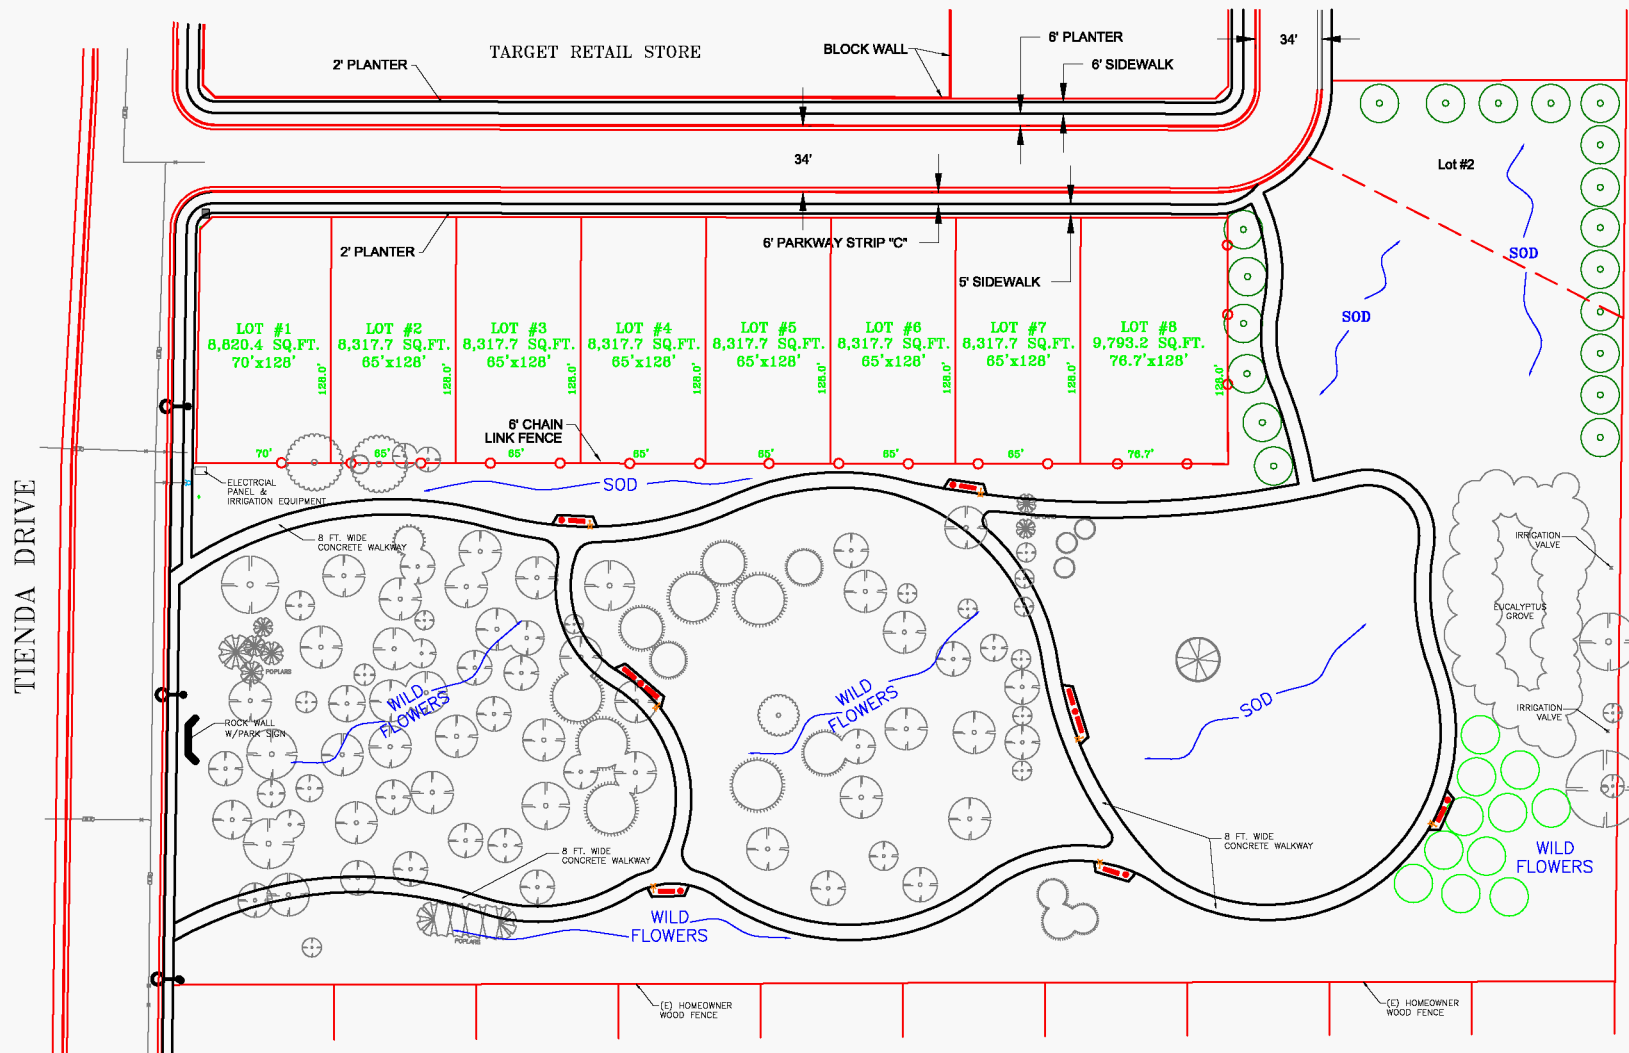 TARGET RETAIL STORE
BLOCK WALL
6' PLANTER
6' SIDEWALK
34'
2' PLANTER
34'
Lot #2
2' PLANTER
6' PARKWAY STRIP "C"
5' SIDEWALK
SOD
SOD
LOT #1
8,820.4 SQ.FT.
70'x128'
128.0'
LOT #2
8,317.7 SQ.FT.
65'x128'
128.0'
LOT #3
8,317.7 SQ.FT.
65'x128'
128.0'
LOT #4
8,317.7 SQ.FT.
65'x128'
128.0'
LOT #5
8,317.7 SQ.FT.
65'x128'
128.0'
LOT #6
8,317.7 SQ.FT.
65'x128'
128.0'
LOT #7
8,317.7 SQ.FT.
65'x128'
128.0'
LOT #8
9,793.2 SQ.FT.
76.7'x128'
128.0'
6' CHAIN
LINK FENCE
70'
65'
65'
65'
65'
65'
65'
76.7'
ELECTRCIAL
PANEL &
IRRIGATION EQUIPMENT
SOD
TIENDA DRIVE
8 FT. WIDE
CONCRETE WALKWAY
IRRIGATION
VALVE
EUCALYPTUS
GROVE
POPLARS
WILD
FLOWERS
WILD
FLOWERS
SOD
ROCK WALL
W/PARK SIGN
IRRIGATION
VALVE
8 FT. WIDE
CONCRETE WALKWAY
8 FT. WIDE
CONCRETE WALKWAY
WILD
FLOWERS
WILD
FLOWERS
POPLARS
(E) HOMEOWNER
WOOD FENCE
(E) HOMEOWNER
WOOD FENCE